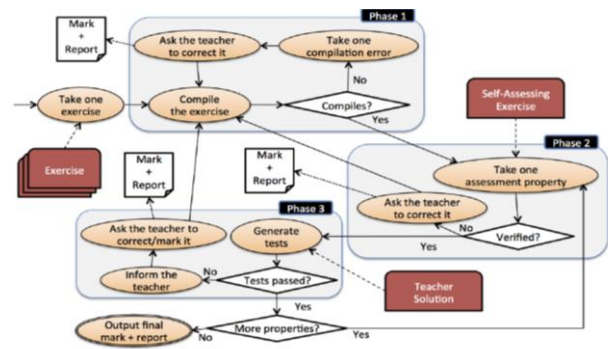 Phase 1
Mark
+
Report
Ask the teacher
to correct it
Take one
compilation error
No
Take one
exercise
Compile
the exercise
Compiles?
Yes
Self-Assessing
Exercise
Exercise
Phase 2
Mark
+
Report
Mark
+
Report
Take one
assessment property
Ask the teacher
to correct it
No
Verified?
Yes
Phase 3
Ask the teacher to
correct/mark it
Generate
tests
Inform the
teacher
No
Tests passed?
Teacher
Solution
Yes
Output final
mark + report
No
More properties?
Yes